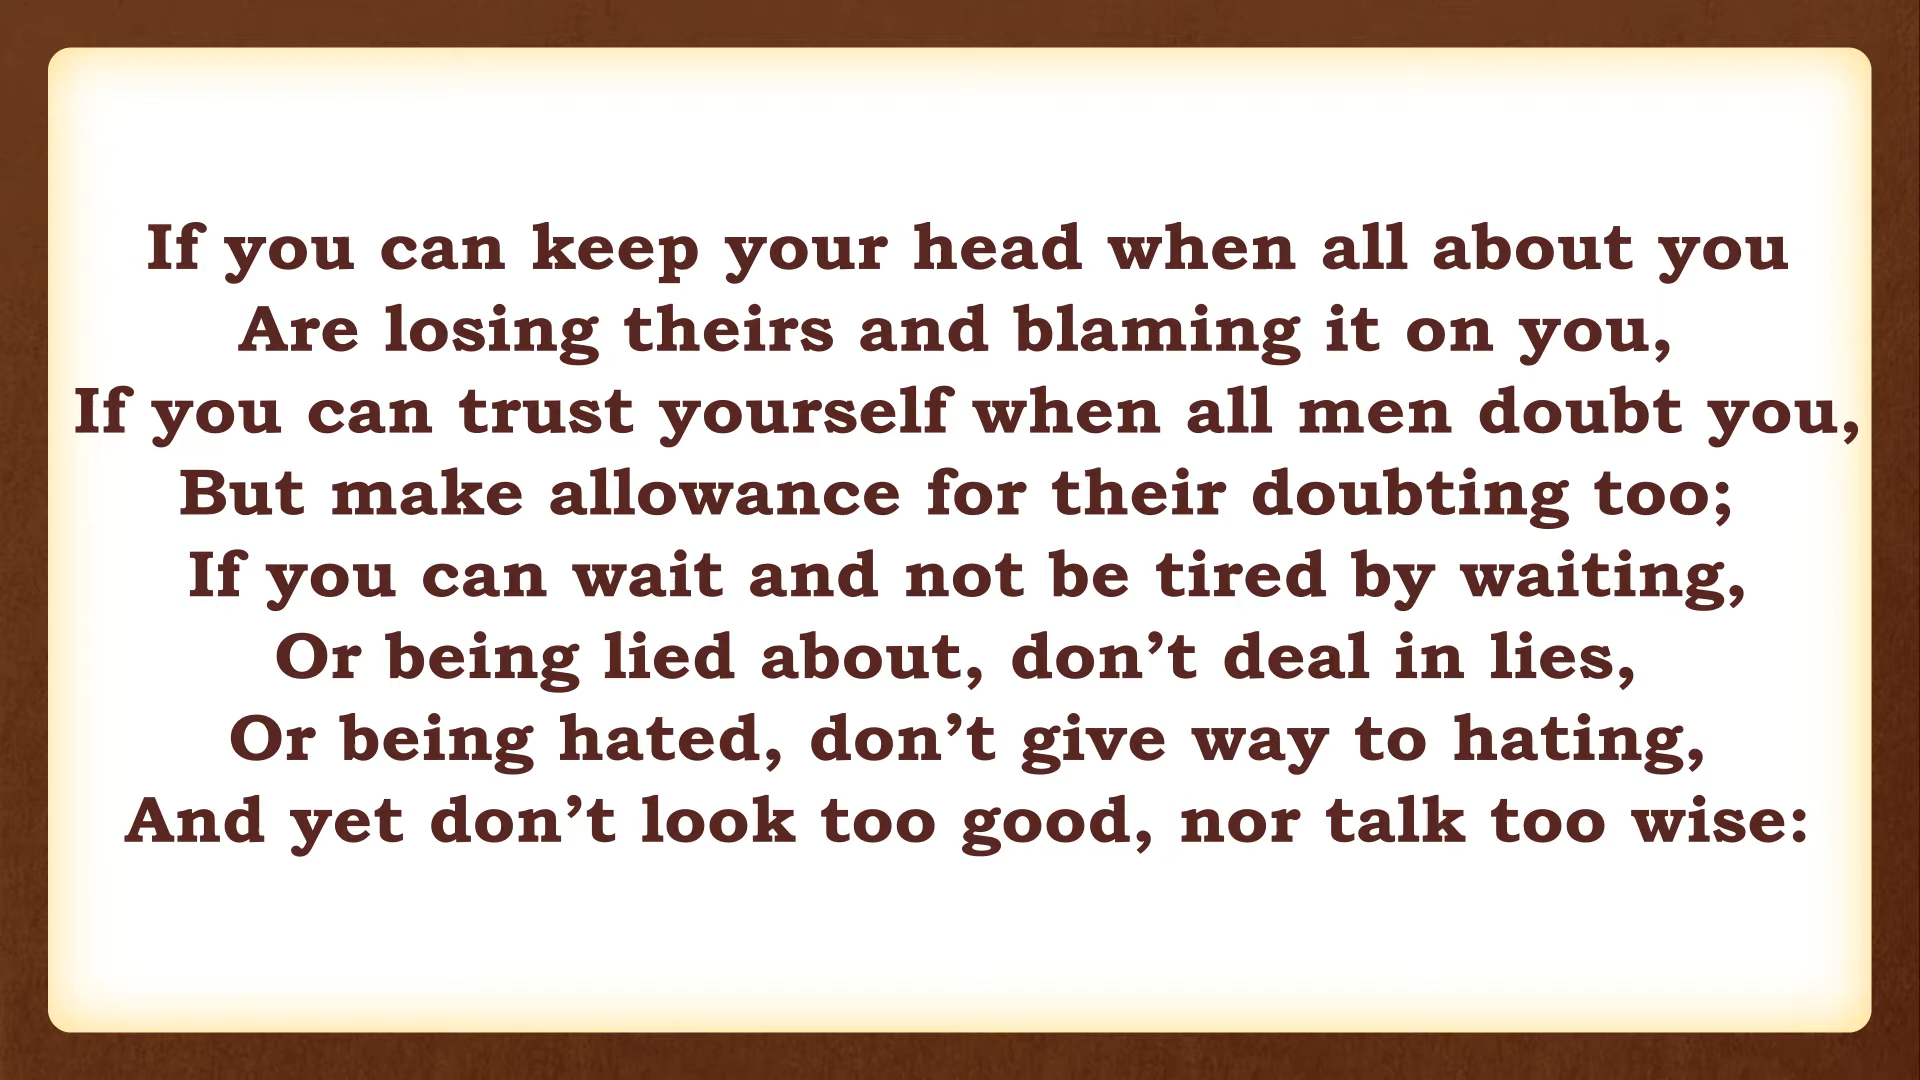 If you can keep your head when all about you
Are losing theirs and blaming it on you,
If you can trust yourself when all men doubt you,
But make allowance for their doubting too;
If you can wait and not be tired by waiting,
Or being lied about, don’t deal in lies,
Or being hated, don’t give way to hating,
And yet don’t look too good, nor talk too wise: